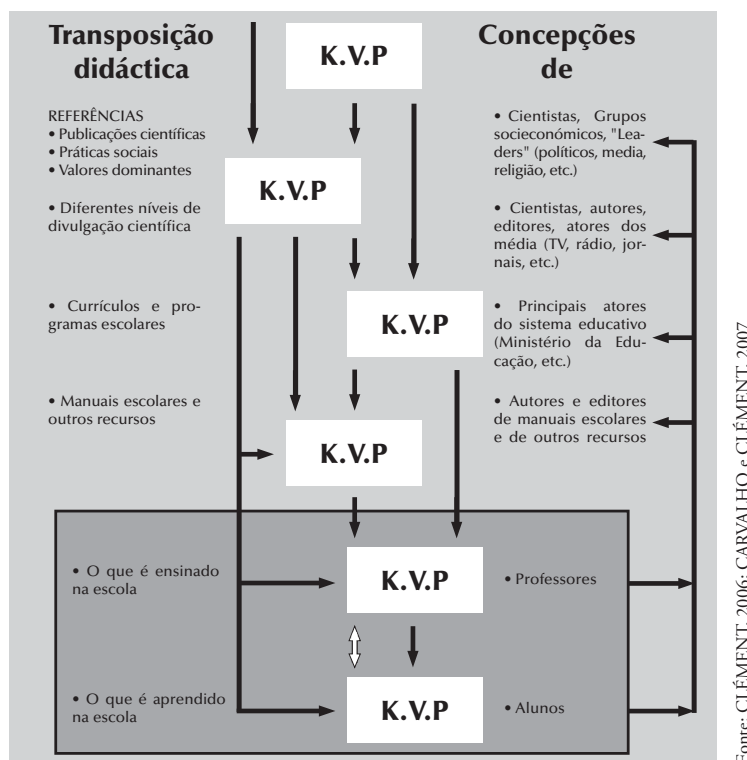 Transposição
didáctica
Concepções
de
K.V.P
REFERÊNCIAS
• Publicações científicas
• Práticas sociais
• Valores dominantes
• Cientistas, Grupos
socieconómicos, "Lea-
ders" (políticos, media,
religião, etc.)
K.V.P
• Diferentes níveis de
divulgação científica
• Cientistas, autores,
editores, atores dos
média (TV, rádio, jor-
nais, etc.)
• Currículos e pro-
gramas escolares
K.V.P
• Principais atores
do sistema educativo
(Ministério da Edu-
cação, etc.)
• Manuais escolares e
outros recursos
K.V.P
• Autores e editores
de manuais escolares
e de outros recursos
• O que é ensinado
na escola
K.V.P
• Professores
• O que é aprendido
na escola
K.V.P
• Alunos
Fonte: CLÉMENT, 2006; CARVALHO e CLÉMENT, 2007